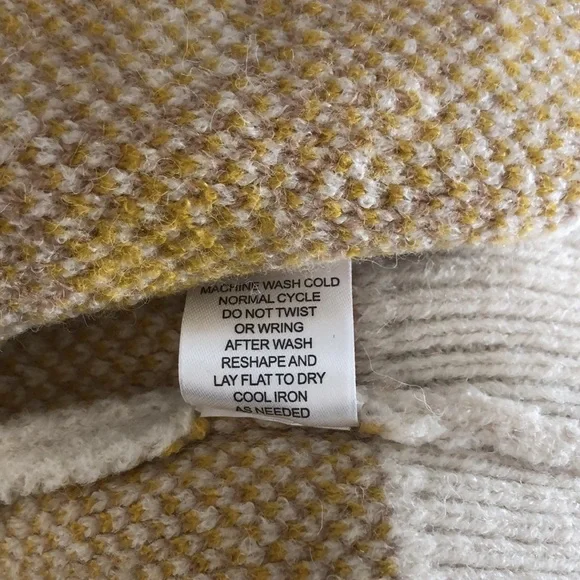 MACHINE WASH COLD
NORMAL CYCLE
DO NOT TWIST
OR WRING
AFTER WASH
RESHAPE AND
LAY FLAT TO DRY
COOL IRON
AS NEEDED